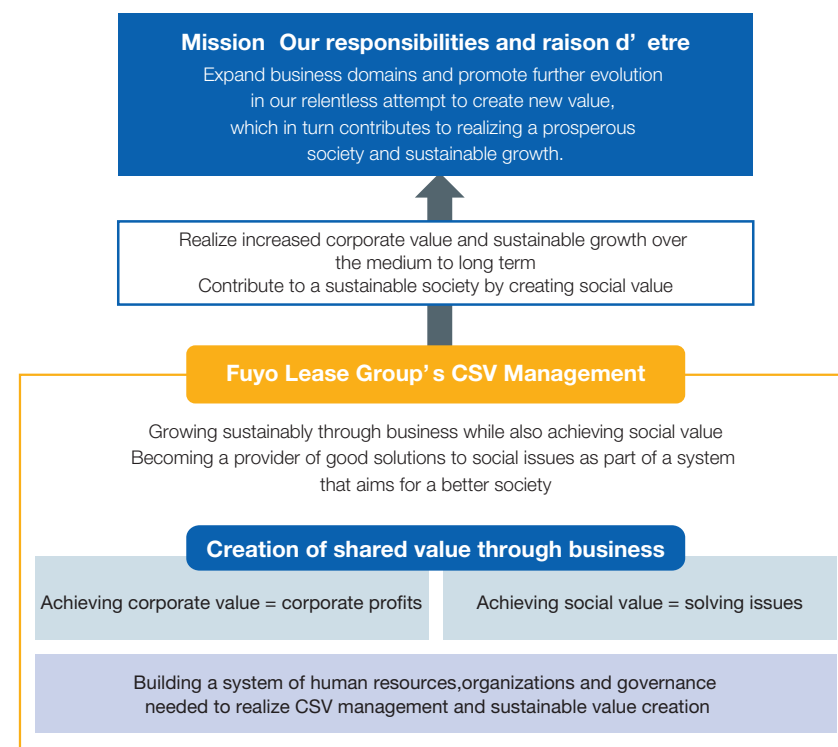 Mission Our responsibilities and raison d’ etre
Expand business domains and promote further evolution
in our relentless attempt to create new value,
which in turn contributes to realizing a prosperous
society and sustainable growth.
Realize increased corporate value and sustainable growth over
the medium to long term
Contribute to a sustainable society by creating social value
Fuyo Lease Group’ s CSV Management
Growing sustainably through business while also achieving social value
Becoming a provider of good solutions to social issues as part of a system
that aims for a better society
Creation of shared value through business
Achieving corporate value = corporate profits
Achieving social value = solving issues
Building a system of human resources,organizations and governance
needed to realize CSV management and sustainable value creation